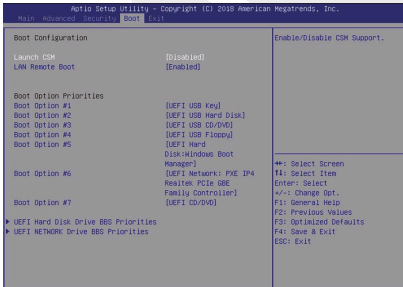 Aptio Setup Utility - Copyright (C) 2018 American Megatrends, Inc.
Main Advanced Security Boot Exit
Boot Configuration
Launch CSM [Disabled]
LAN Remote Boot [Enabled]
Boot Option Priorities
Boot Option #1 [UEFI USB Key]
Boot Option #2 [UEFI USB Hard Disk]
Boot Option #3 [UEFI USB CD/DVD]
Boot Option #4 [UEFI USB Floppy]
Boot Option #5 [UEFI Hard
Disk:Windows Boot
Manager]
Boot Option #6 [UEFI Network: PXE IP4
Realtek PCIe GBE
Family Controller]
Boot Option #7 [UEFI CD/DVD]
UEFI Hard Disk Drive BBS Priorities
UEFI NETWORK Drive BBS Priorities
Enable/Disable CSM Support.
↔: Select Screen
↑↓: Select Item
Enter: Select
+/-: Change Opt.
F1: General Help
F2: Previous Values
F3: Optimized Defaults
F4: Save & Exit
ESC: Exit